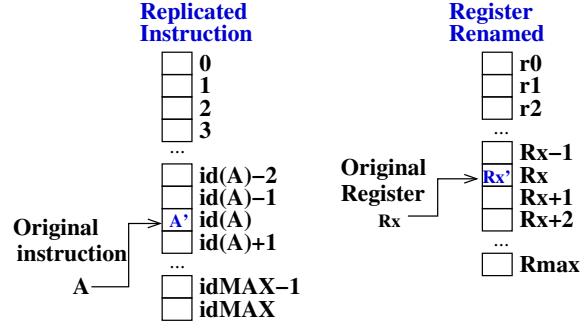 Replicated
Instruction
0
1
2
3
...
id(A)-2
id(A)-1
A' id(A)
id(A)+1
...
idMAX-1
idMAX
Original
instruction
A
Register
Renamed
r0
r1
r2
...
Rx-1
Rx' Rx
Rx+1
Rx+2
...
Rmax
Original
Register
Rx